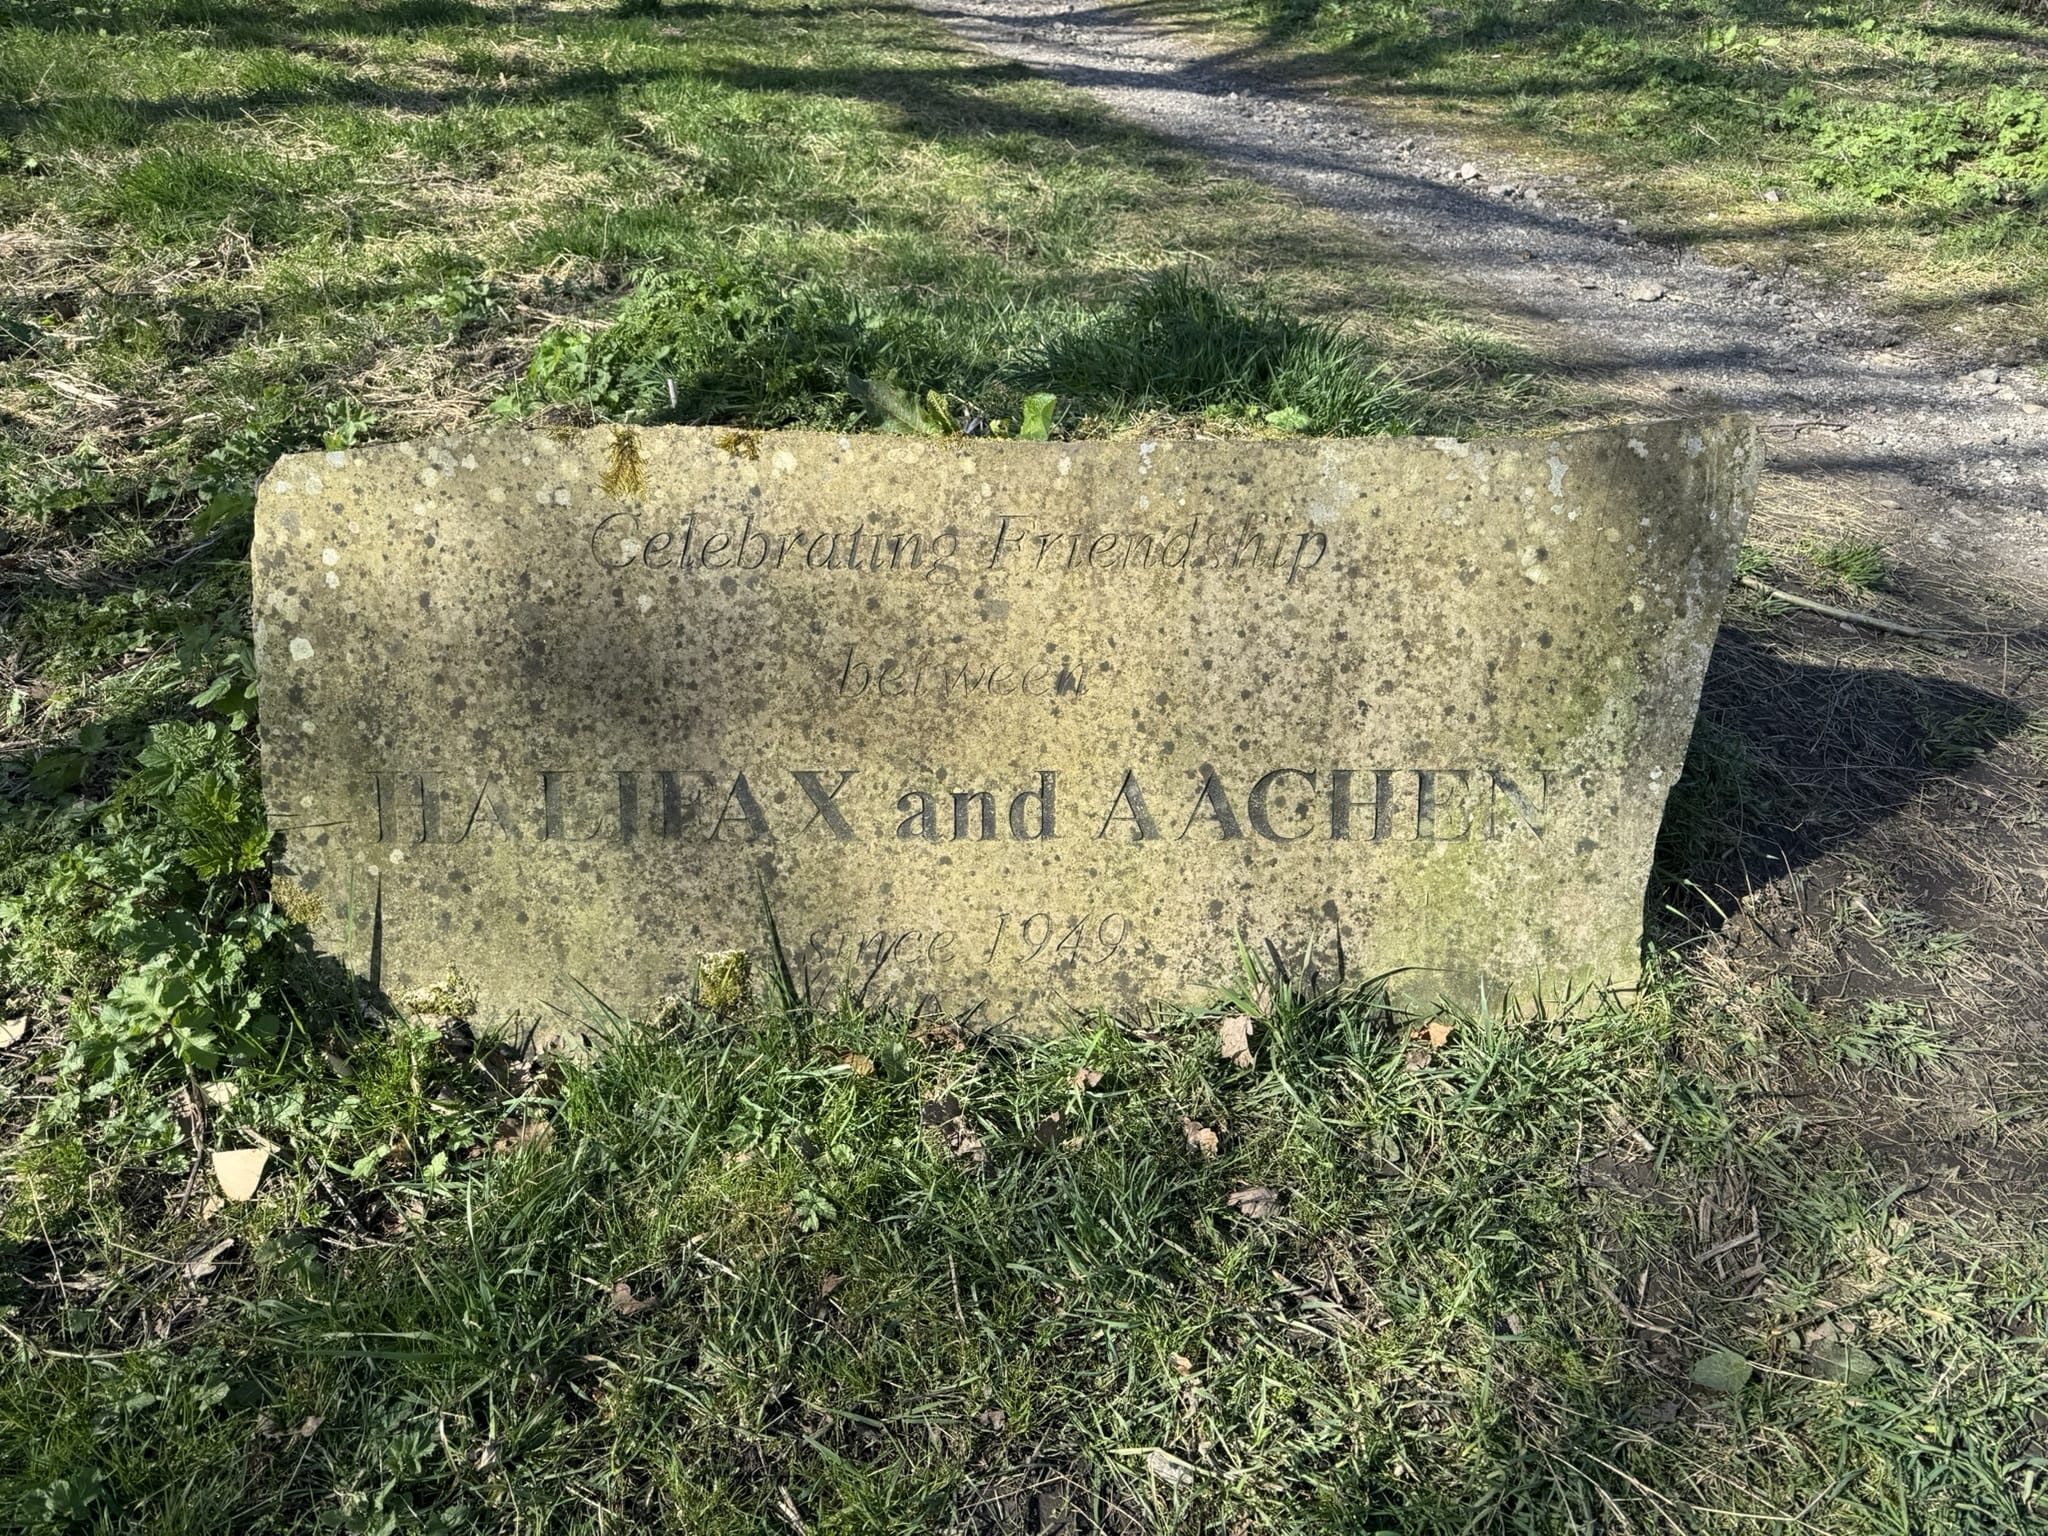 Celebrating Friendship
between
HALIFAX and AACHEN
since 1949